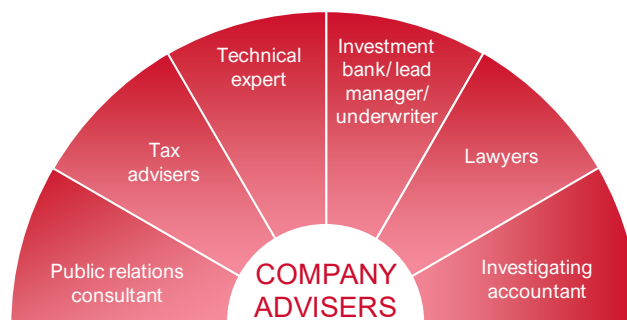 Public relations
consultant
Tax
advisers
Technical
expert
Investment
bank/ lead
manager/
underwriter
Lawyers
Investigating
accountant
COMPANY
ADVISERS